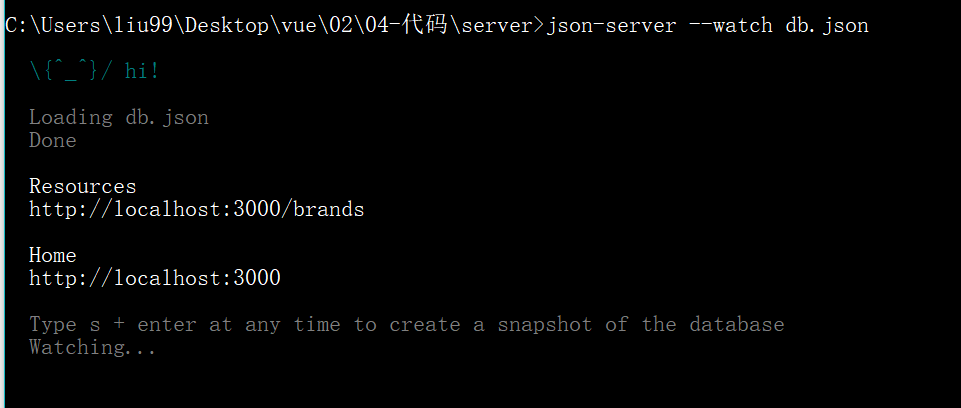 C:\Users\liu99\Desktop\vue\02\04-代码\server>json-server --watch db.json
\{^_^}/ hi!
Loading db.json
Done
Resources
http://localhost:3000/brands
Home
http://localhost:3000
Type s + enter at any time to create a snapshot of the database
Watching...